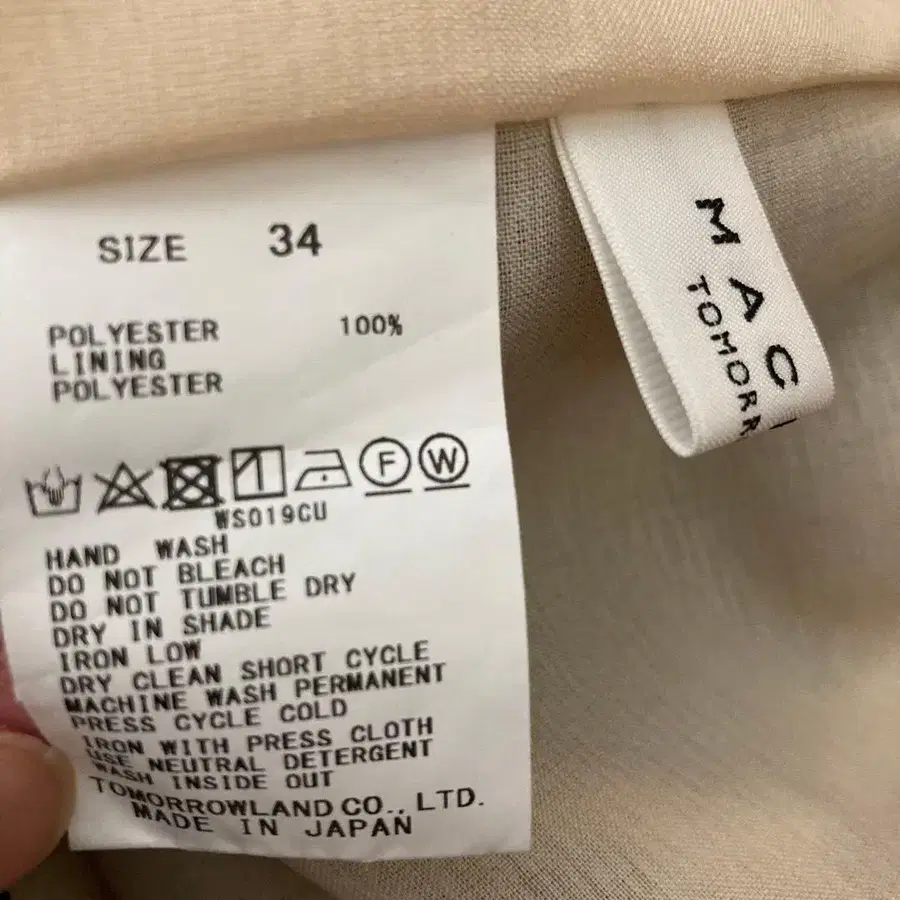 SIZE 34
POLYESTER 100%
LINING
POLYESTER
F W
WS019CU
HAND WASH
DO NOT BLEACH
DO NOT TUMBLE DRY
DRY IN SHADE
IRON LOW
DRY CLEAN SHORT CYCLE
MACHINE WASH PERMANENT
PRESS CYCLE COLD
IRON WITH PRESS CLOTH
USE NEUTRAL DETERGENT
WASH INSIDE OUT
TOMORROWLAND CO., LTD.
MADE IN JAPAN
MAC
TOMORR